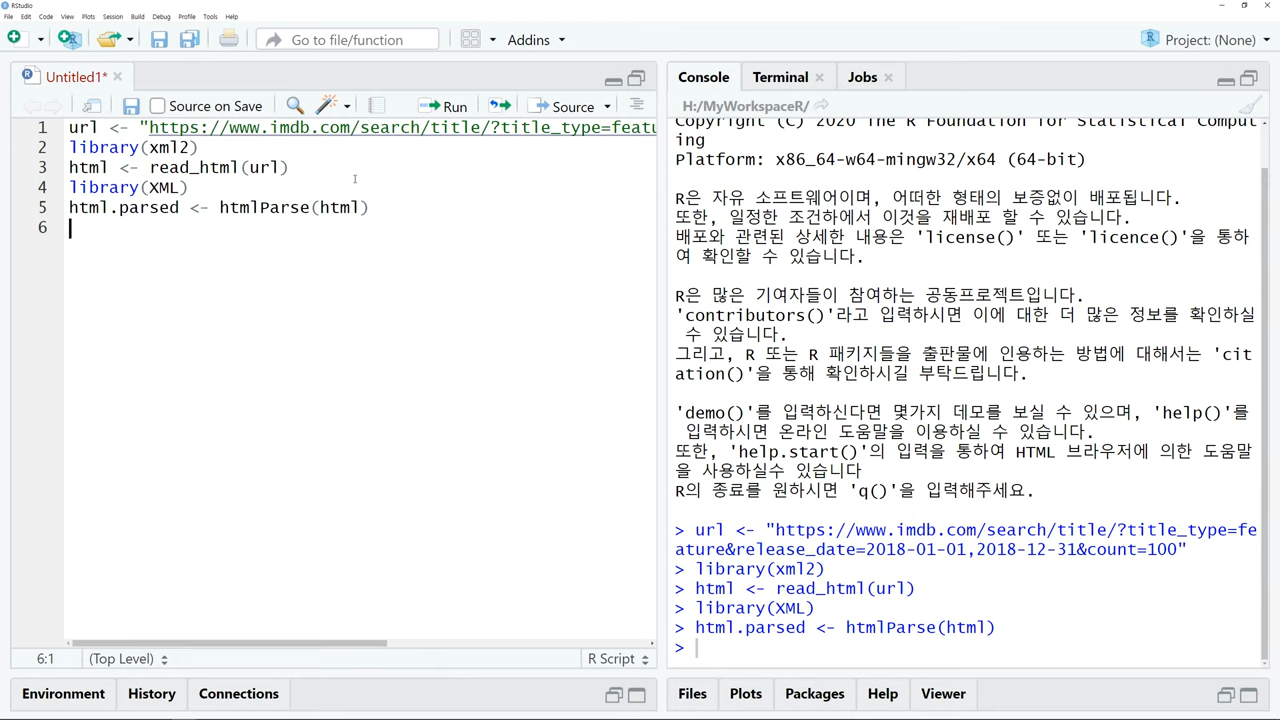 RStudio
File Edit Code View Plots Session Build Debug Profile Tools Help
Go to file/function
Addins
Project: (None)
Untitled1*
Source on Save
Run
Source
1 url <- "https://www.imdb.com/search/title/?title_type=featu
2 library(xml2)
3 html <- read_html(url)
4 library(XML)
5 html.parsed <- htmlParse(html)
6
6:1 (Top Level) R Script
Environment History Connections
Console Terminal Jobs
H:/MyWorkspaceR/
Copyright (C) 2020 The R Foundation for Statistical Comput
ing
Platform: x86_64-w64-mingw32/x64 (64-bit)
R은 자유 소프트웨어이며, 어떠한 형태의 보증없이 배포됩니다.
또한, 일정한 조건하에서 이것을 재배포 할 수 있습니다.
배포와 관련된 상세한 내용은 'license()' 또는 'licence()'을 통하
여 확인할 수 있습니다.
R은 많은 기여자들이 참여하는 공동프로젝트입니다.
'contributors()'라고 입력하시면 이에 대한 더 많은 정보를 확인하실
수 있습니다.
그리고, R 또는 R 패키지들을 출판물에 인용하는 방법에 대해서는 'cit
ation()'을 통해 확인하시길 부탁드립니다.
'demo()'를 입력하신다면 몇가지 데모를 보실 수 있으며, 'help()'를
입력하시면 온라인 도움말을 이용하실 수 있습니다.
또한, 'help.start()'의 입력을 통하여 HTML 브라우저에 의한 도움말
을 사용하실수 있습니다
R의 종료를 원하시면 'q()'을 입력해주세요.
> url <- "https://www.imdb.com/search/title/?title_type=fe
ature&release_date=2018-01-01,2018-12-31&count=100"
> library(xml2)
> html <- read_html(url)
> library(XML)
> html.parsed <- htmlParse(html)
>
Files Plots Packages Help Viewer